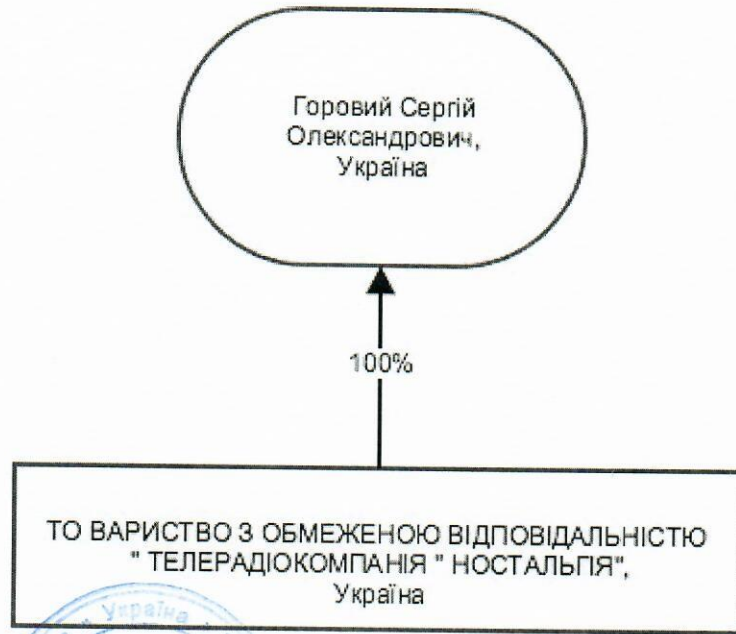 Горовий Сергій
Олександрович,
Україна
100%
ТО ВАРИСТВО З ОБМЕЖЕНОЮ ВІДПОВІДАЛЬНІСТЮ
" ТЕЛЕРАДІОКОМПАНІЯ " НОСТАЛЬГІЯ",
Україна
Україна